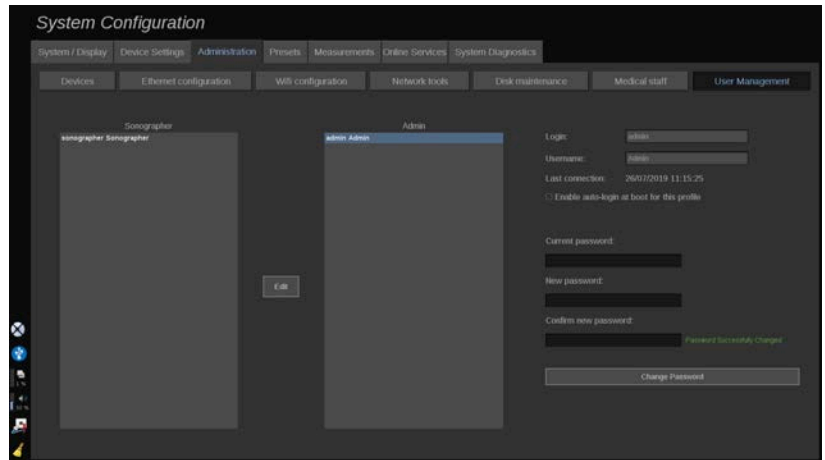 System Configuration
System / Display Device Settings Administration Presets Measurements Online Services System Diagnostics
Devices Ethernet configuration Wifi configuration Network tools Disk maintenance Medical staff User Management
Sonographer Admin
sonographer Sonographer admin Admin
Login: admin
Username: Admin
Last connection: 26/07/2019 11:15:25
Enable auto-login at boot for this profile
Current password:
Edit
New password:
Confirm new password:
Password Successfully Changed
Change Password